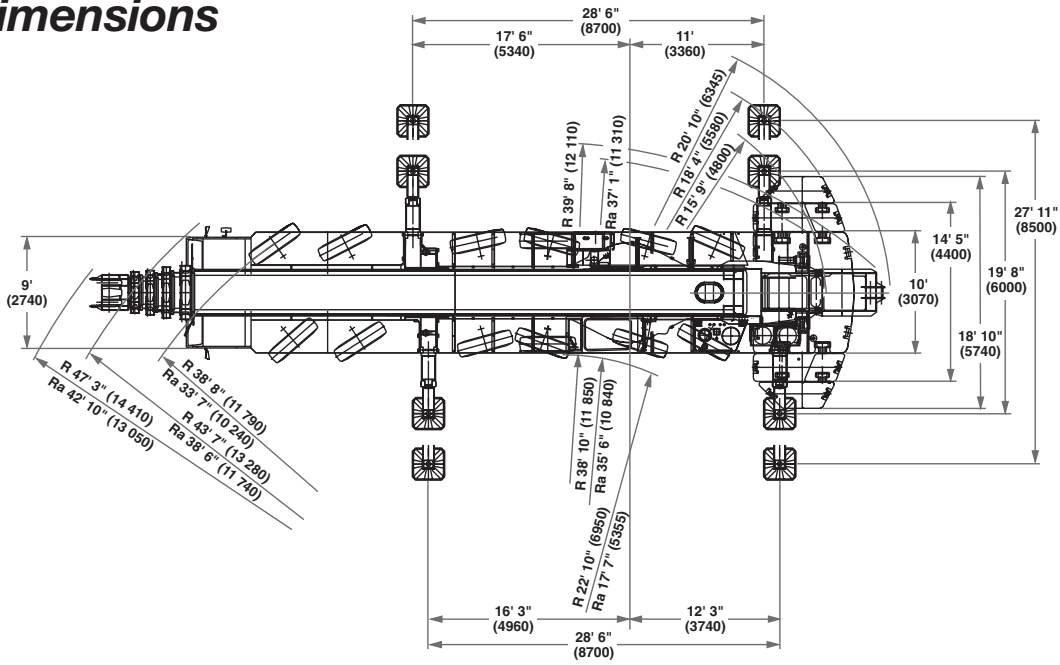 imensions
28' 6"
(8700)
17' 6"
(5340)
11'
(3360)
R 20' 10" (6345)
R 18' 4" (5580)
R 15' 9" (4800)
R 39' 8" (12 110)
Ra 37' 1" (11 310)
9'
(2740)
27' 11"
(8500)
19' 8"
(6000)
14' 5"
(4400)
10'
(3070)
18' 10"
(5740)
R 47' 3" (14 410)
Ra 42' 10" (13 050)
R 38' 8" (11 790)
Ra 33' 7" (10 240)
R 43' 7" (13 280)
Ra 38' 6" (11 740)
R 38' 10" (11 850)
Ra 35' 6" (10 840)
R 22' 10" (6950)
Ra 17' 7" (5355)
16' 3"
(4960)
12' 3"
(3740)
28' 6"
(8700)